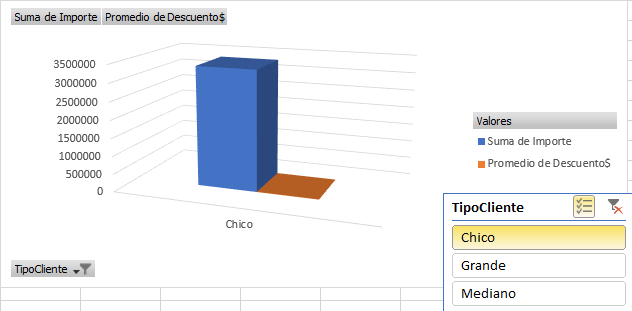 Suma de Importe Promedio de Descuento$
3500000
3000000
2500000
2000000
1500000
1000000
500000
0
Chico
Valores
Suma de Importe
Promedio de Descuento$
TipoCliente
TipoCliente
Chico
Grande
Mediano